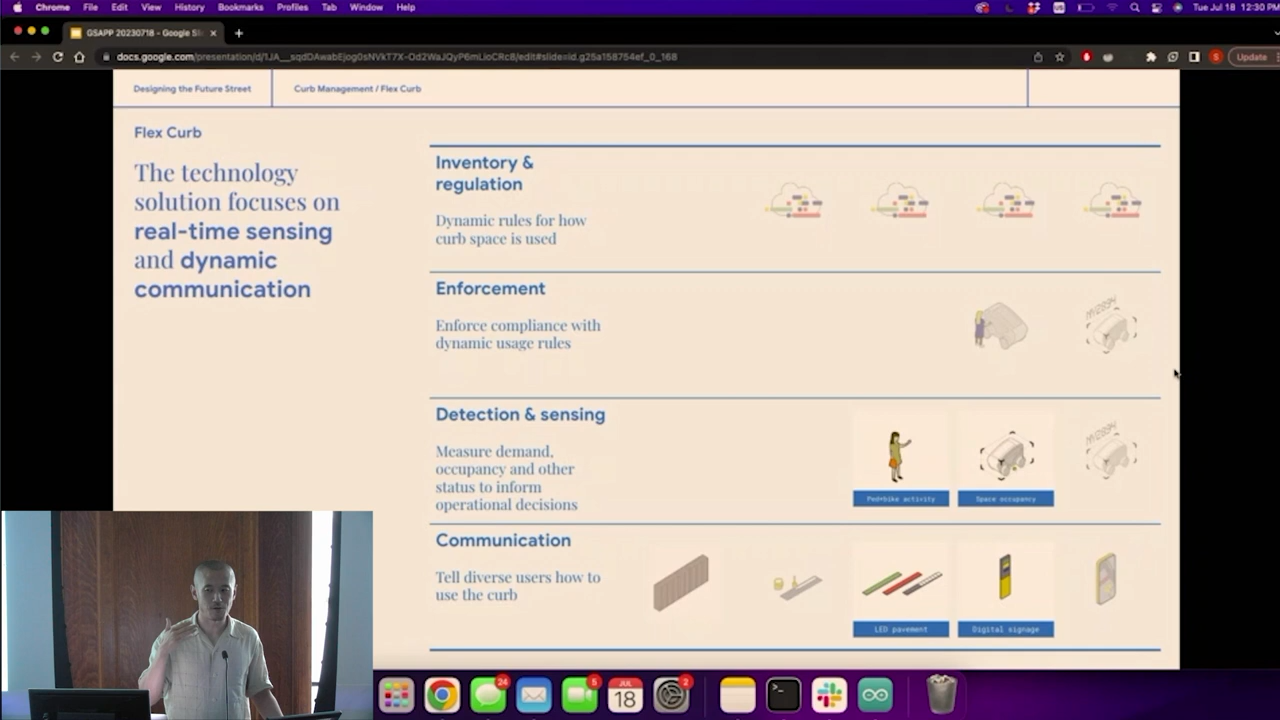 Chrome File Edit View History Bookmarks Profiles Tab Window Help
Tue Jul 18 12:30 PM
GSAPP 20230718 - Google Sl
Update
Designing the Future Street
Curb Management / Flex Curb
Flex Curb
The technology
solution focuses on
real-time sensing
and dynamic
communication
Inventory &
regulation
Dynamic rules for how
curb space is used
Enforcement
Enforce compliance with
dynamic usage rules
Detection & sensing
Measure demand,
occupancy and other
status to inform
operational decisions
Ped+bike activity
Space occupancy
Communication
Tell diverse users how to
use the curb
LED pavement
Digital signage
24
5
JUL
18
2